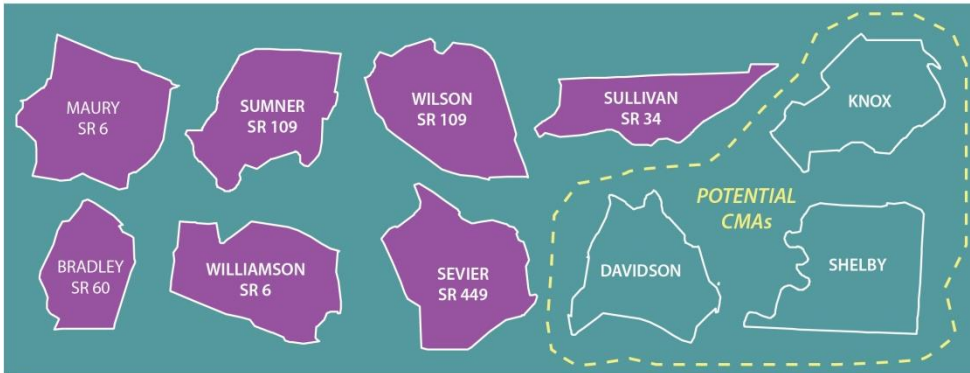 MAURY
SR 6
SUMNER
SR 109
WILSON
SR 109
SULLIVAN
SR 34
KNOX
BRADLEY
SR 60
WILLIAMSON
SR 6
SEVIER
SR 449
POTENTIAL
CMAs
DAVIDSON
SHELBY